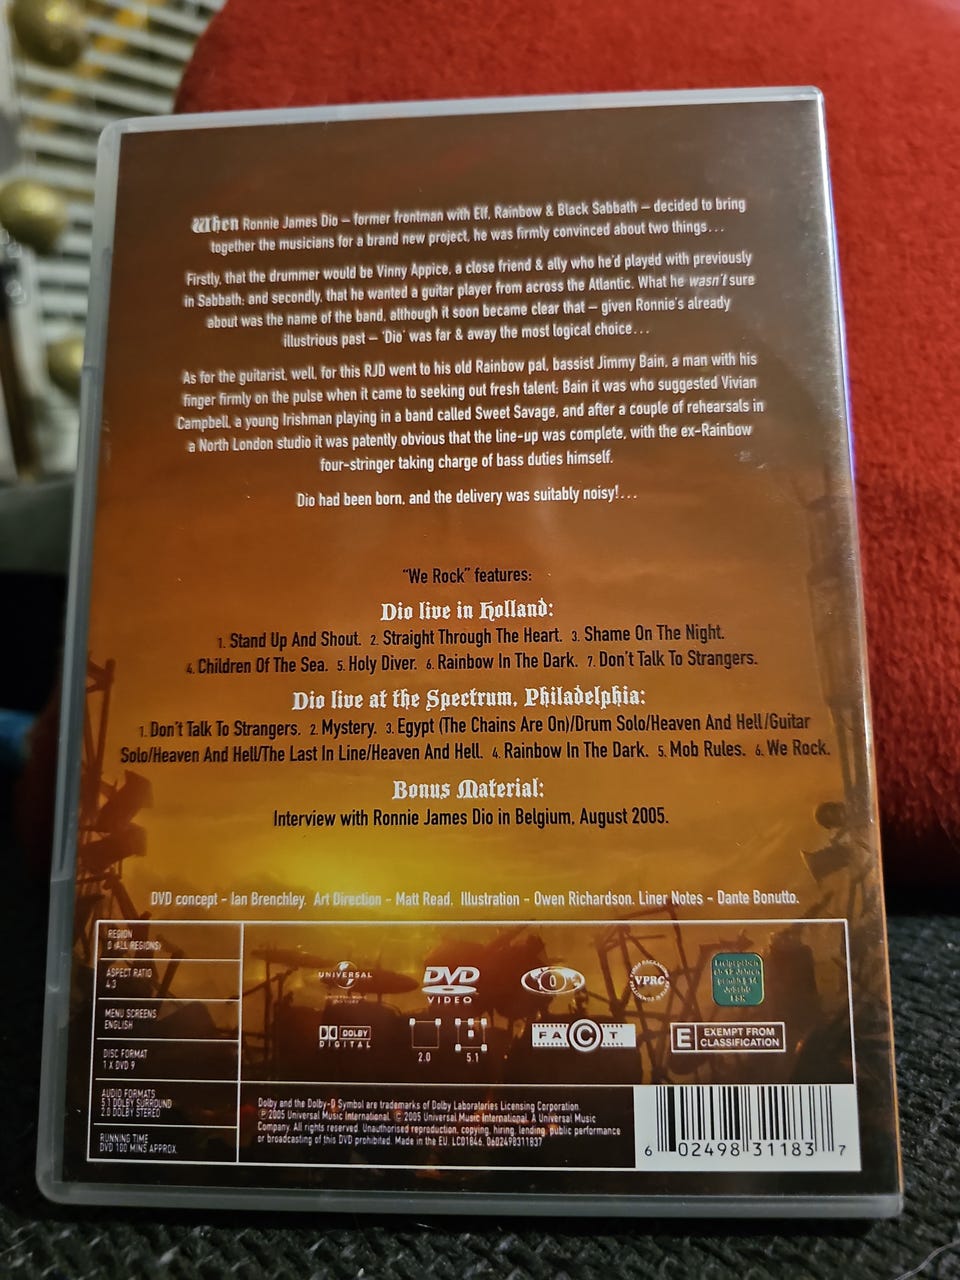 When Ronnie James Dio – former frontman with Elf, Rainbow & Black Sabbath – decided to bring
together the musicians for a brand new project, he was firmly convinced about two things...
Firstly, that the drummer would be Vinny Appice, a close friend & ally who he'd played with previously
in Sabbath; and secondly, that he wanted a guitar player from across the Atlantic. What he wasn't sure
about was the name of the band, although it soon became clear that – given Ronnie's already
illustrious past – 'Dio' was far & away the most logical choice...
As for the guitarist, well, for this RJD went to his old Rainbow pal, bassist Jimmy Bain, a man with his
finger firmly on the pulse when it came to seeking out fresh talent; Bain it was who suggested Vivian
Campbell, a young Irishman playing in a band called Sweet Savage, and after a couple of rehearsals in
a North London studio it was patently obvious that the line-up was complete, with the ex-Rainbow
four-stringer taking charge of bass duties himself.
Dio had been born, and the delivery was suitably noisy!...
"We Rock" features:
Dio live in Holland:
1. Stand Up And Shout. 2. Straight Through The Heart. 3. Shame On The Night.
4. Children Of The Sea. 5. Holy Diver. 6. Rainbow In The Dark. 7. Don't Talk To Strangers.
Dio live at the Spectrum, Philadelphia:
1. Don't Talk To Strangers. 2. Mystery. 3. Egypt (The Chains Are On)/Drum Solo/Heaven And Hell/Guitar
Solo/Heaven And Hell/The Last In Line/Heaven And Hell. 4. Rainbow In The Dark. 5. Mob Rules. 6. We Rock.
Bonus Material:
Interview with Ronnie James Dio in Belgium, August 2005.
DVD concept – Ian Brenchley. Art Direction – Matt Read. Illustration – Owen Richardson. Liner Notes – Dante Bonutto.
REGION
0 (ALL REGIONS)
ASPECT RATIO
4:3
MENU SCREENS
ENGLISH
DISC FORMAT
1 X DVD 9
AUDIO FORMATS
5.1 DOLBY SURROUND
2.0 DOLBY STEREO
RUNNING TIME
DVD 100 MINS APPROX.
UNIVERSAL
DVD
VIDEO
0
VPRC
Freigegeben
ab 12 Jahren
gemäß § 14
JuSchG
FSK
DOLBY
DIGITAL
2.0
5.1
FACT
E EXEMPT FROM
CLASSIFICATION
Dolby and the Dolby-D Symbol are trademarks of Dolby Laboratories Licensing Corporation.
℗ 2005 Universal Music International. © 2005 Universal Music International. A Universal Music
Company. All rights reserved. Unauthorised reproduction, copying, hiring, lending, public performance
or broadcasting of this DVD prohibited. Made in the EU. LC01846. 0602498311837
6 02498 31183 7